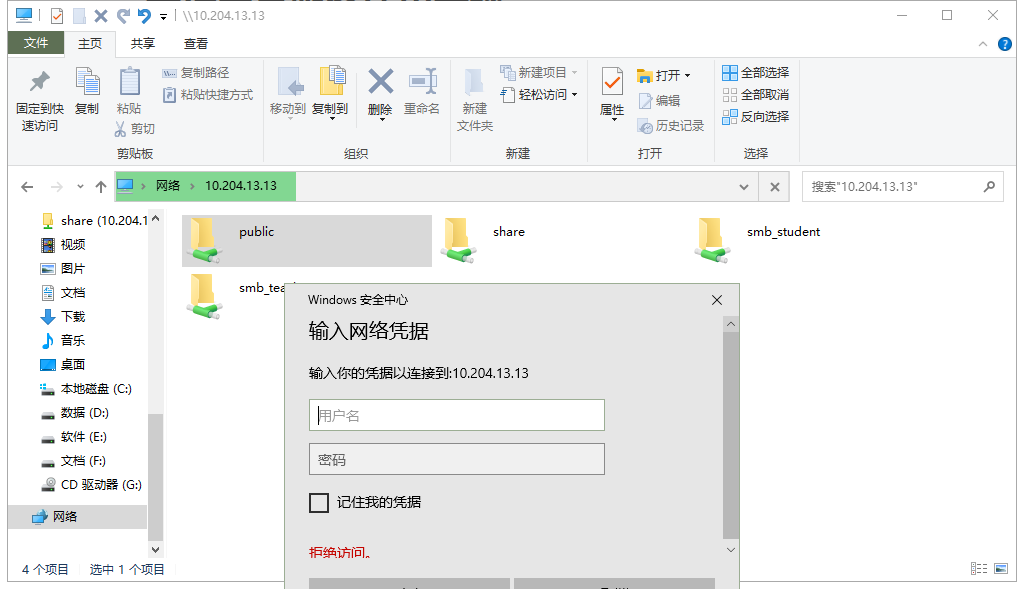 \\10.204.13.13
文件 主页 共享 查看
固定到快速访问
复制
粘贴
复制路径
粘贴快捷方式
剪切
剪贴板
移动到
复制到
删除
重命名
组织
新建文件夹
新建项目
轻松访问
新建
属性
打开
编辑
历史记录
打开
全部选择
全部取消
反向选择
选择
网络 10.204.13.13
搜索"10.204.13.13"
share (10.204.1
视频
图片
文档
下载
音乐
桌面
本地磁盘 (C:)
数据 (D:)
软件 (E:)
文档 (F:)
CD 驱动器 (G:)
网络
public
share
smb_student
Windows 安全中心
输入网络凭据
输入你的凭据以连接到:10.204.13.13
用户名
密码
记住我的凭据
拒绝访问。
4 个项目 选中 1 个项目